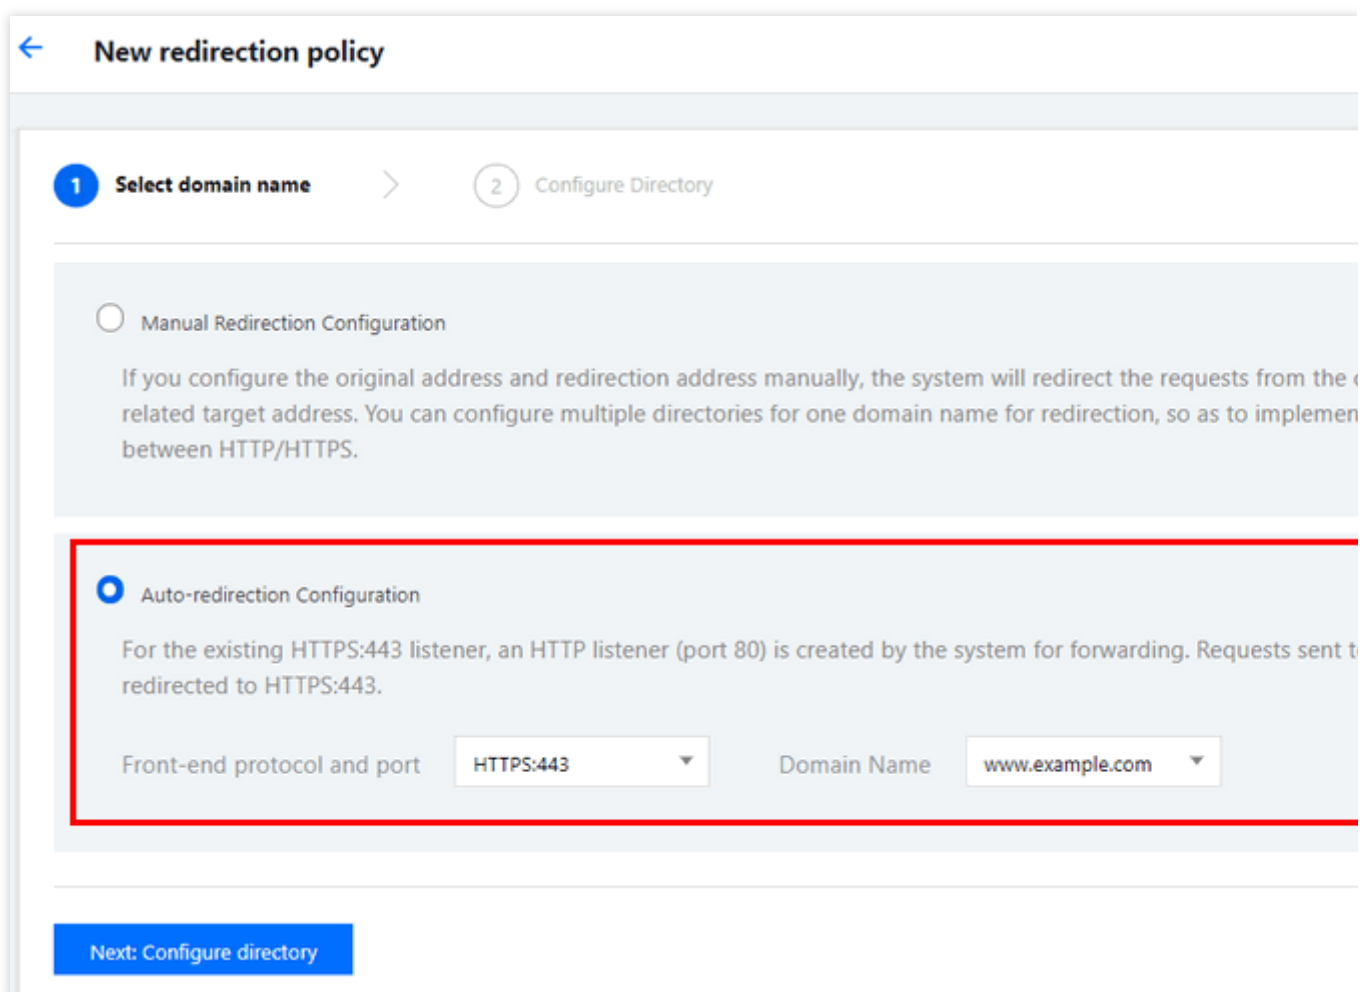 New redirection policy
1 Select domain name 2 Configure Directory
Manual Redirection Configuration
If you configure the original address and redirection address manually, the system will redirect the requests from the
related target address. You can configure multiple directories for one domain name for redirection, so as to implemen
between HTTP/HTTPS.
Auto-redirection Configuration
For the existing HTTPS:443 listener, an HTTP listener (port 80) is created by the system for forwarding. Requests sent
redirected to HTTPS:443.
Front-end protocol and port HTTPS:443 Domain Name www.example.com
Next: Configure directory